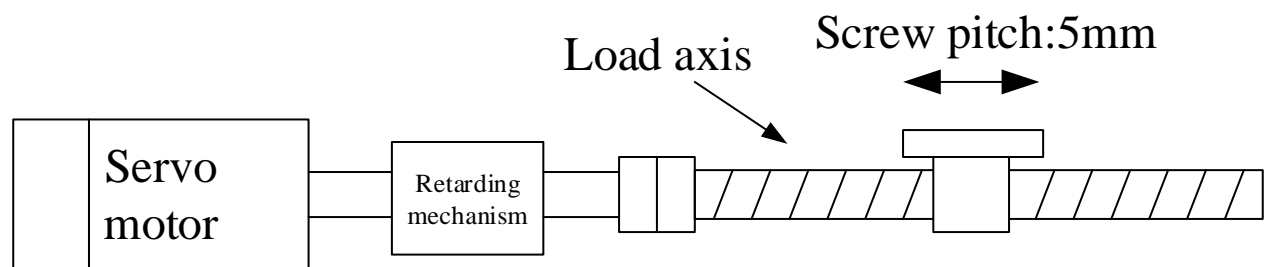 Screw pitch:5mm
Load axis
Servo
motor
Retarding
mechanism